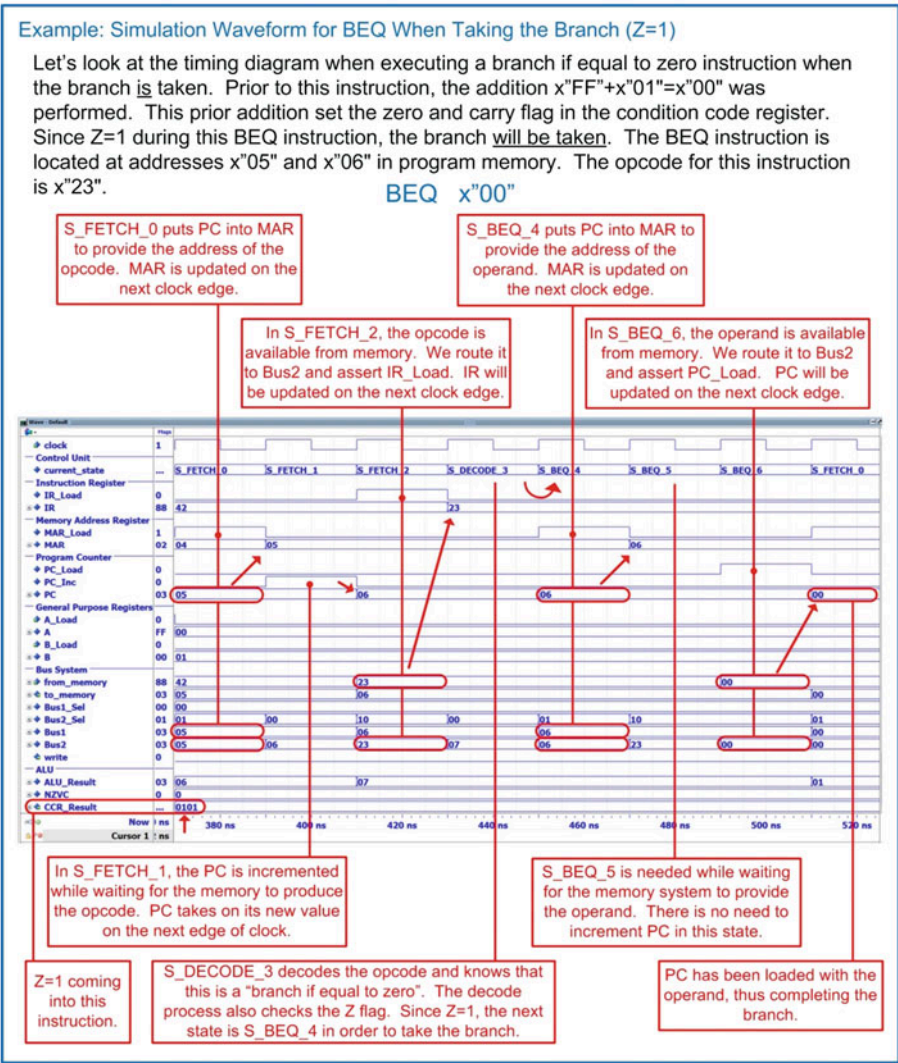 Example: Simulation Waveform for BEQ When Taking the Branch (Z=1)
Let's look at the timing diagram when executing a branch if equal to zero instruction when
the branch is taken. Prior to this instruction, the addition x"FF"+x"01"=x"00" was
performed. This prior addition set the zero and carry flag in the condition code register.
Since Z=1 during this BEQ instruction, the branch will be taken. The BEQ instruction is
located at addresses x"05" and x"06" in program memory. The opcode for this instruction
is x"23".
BEQ x"00"
S_FETCH_0 puts PC into MAR
to provide the address of the
opcode. MAR is updated on the
next clock edge.
S_BEQ_4 puts PC into MAR to
provide the address of the
operand. MAR is updated on
the next clock edge.
In S_FETCH_2, the opcode is
available from memory. We route it
to Bus2 and assert IR_Load. IR will
be updated on the next clock edge.
In S_BEQ_6, the operand is available
from memory. We route it to Bus2
and assert PC_Load. PC will be
updated on the next clock edge.
Wave - Default
Msgs
clock 1
Control Unit
current_state ... S_FETCH_0 S_FETCH_1 S_FETCH_2 S_DECODE_3 S_BEQ_4 S_BEQ_5 S_BEQ_6 S_FETCH_0
Instruction Register
IR_Load 0
IR 88 42 23
Memory Address Register
MAR_Load 1
MAR 02 04 05 06
Program Counter
PC_Load 0
PC_Inc 0
PC 03 05 06 06 00
General Purpose Registers
A_Load 0
A FF 00
B_Load 0
B 00 01
Bus System
from_memory 88 42 23 00
to_memory 03 05 06 00
Bus1_Sel 00 00
Bus2_Sel 01 01 00 10 00 01 10 01
Bus1 03 05 06 06 00
Bus2 03 05 06 23 07 06 23 00 00
write 0
ALU
ALU_Result 03 06 07 01
NZVC 0 0
CCR_Result ... 0101
Now ns 380 ns 400 ns 420 ns 440 ns 460 ns 480 ns 500 ns 520 ns
Cursor 1 ns
In S_FETCH_1, the PC is incremented
while waiting for the memory to produce
the opcode. PC takes on its new value
on the next edge of clock.
S_BEQ_5 is needed while waiting
for the memory system to provide
the operand. There is no need to
increment PC in this state.
Z=1 coming
into this
instruction.
S_DECODE_3 decodes the opcode and knows that
this is a "branch if equal to zero". The decode
process also checks the Z flag. Since Z=1, the next
state is S_BEQ_4 in order to take the branch.
PC has been loaded with the
operand, thus completing the
branch.